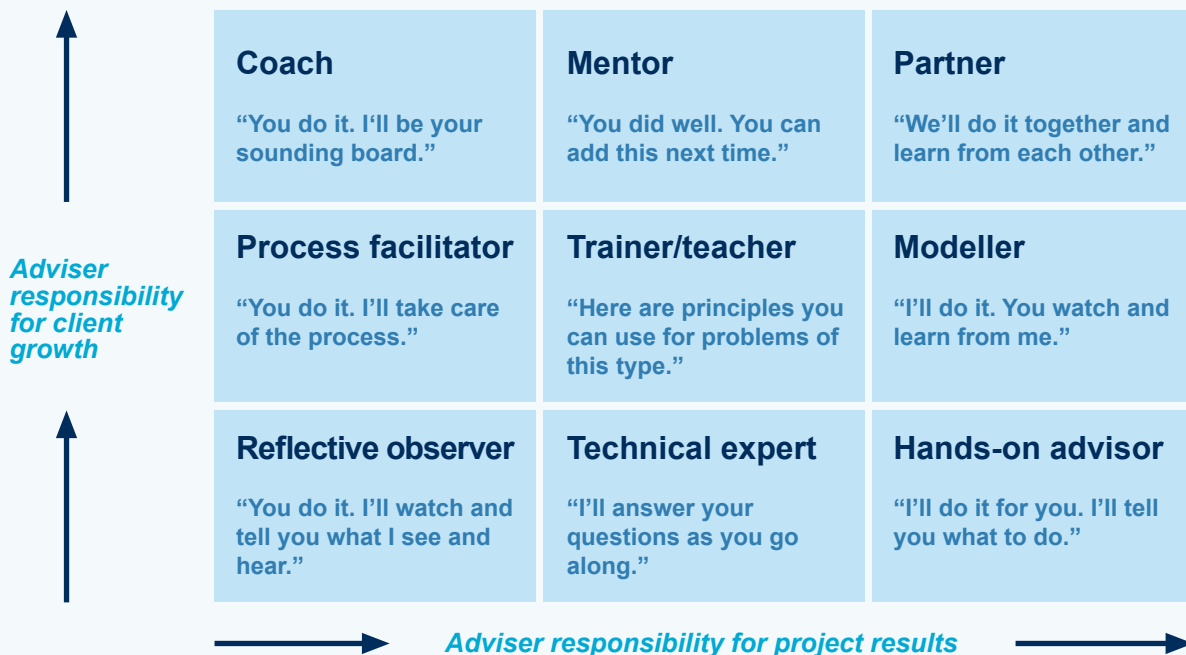 Coach
“You do it. I‘ll be your
sounding board.”
Mentor
“You did well. You can
add this next time.”
Partner
“We’ll do it together and
learn from each other.”
Adviser
responsibility
for client
growth
Process facilitator
“You do it. I’ll take care
of the process.”
Trainer/teacher
“Here are principles you
can use for problems of
this type.”
Modeller
“I’ll do it. You watch and
learn from me.”
Reflective observer
“You do it. I’ll watch and
tell you what I see and
hear.”
Technical expert
“I’ll answer your
questions as you go
along.”
Hands-on advisor
“I’ll do it for you. I’ll tell
you what to do.”
Adviser responsibility for project results